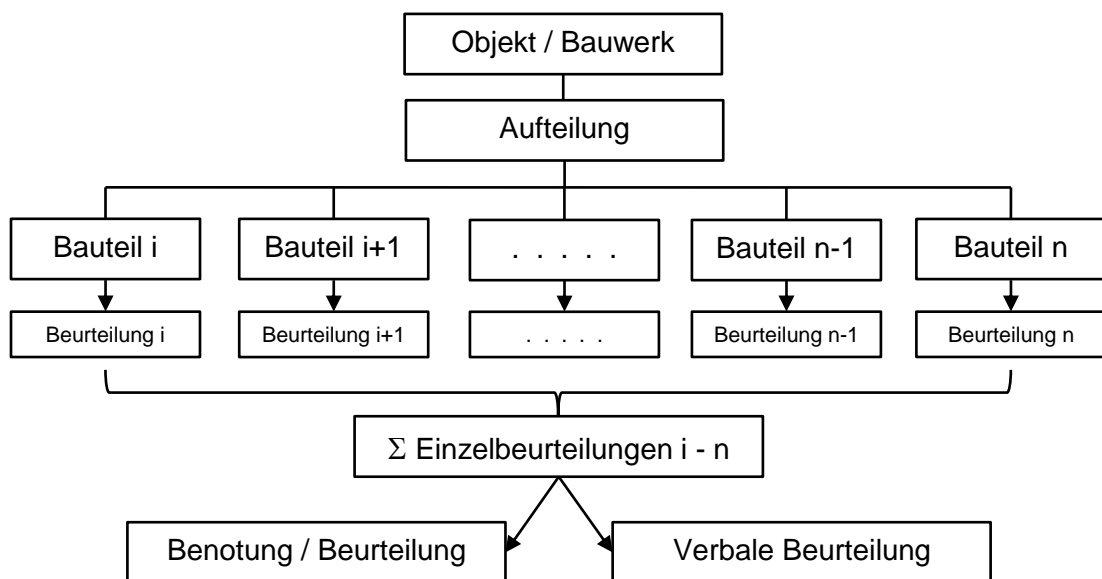 Objekt / Bauwerk
Aufteilung
Bauteil i
Bauteil i+1
. . . . .
Bauteil n-1
Bauteil n
Beurteilung i
Beurteilung i+1
. . . . .
Beurteilung n-1
Beurteilung n
Σ Einzelbeurteilungen i - n
Benotung / Beurteilung
Verbale Beurteilung